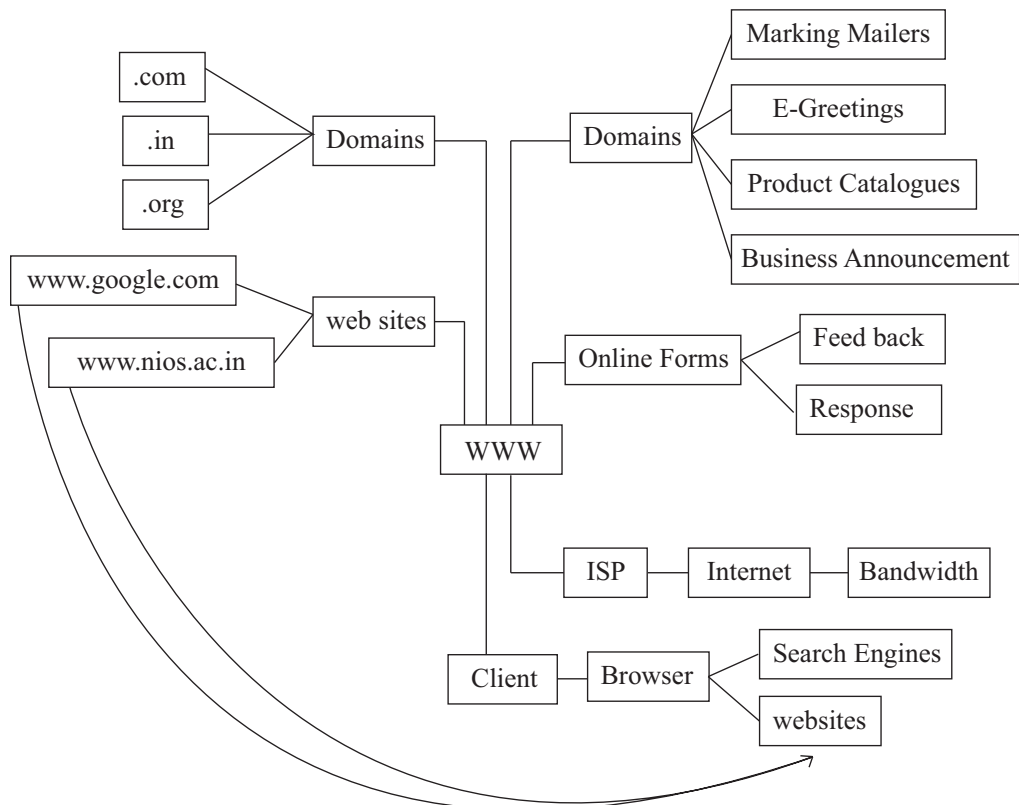 .com
.in
.org
Domains
www.google.com
www.nios.ac.in
web sites
WWW
Domains
Marking Mailers
E-Greetings
Product Catalogues
Business Announcement
Online Forms
Feed back
Response
ISP
Internet
Bandwidth
Client
Browser
Search Engines
websites